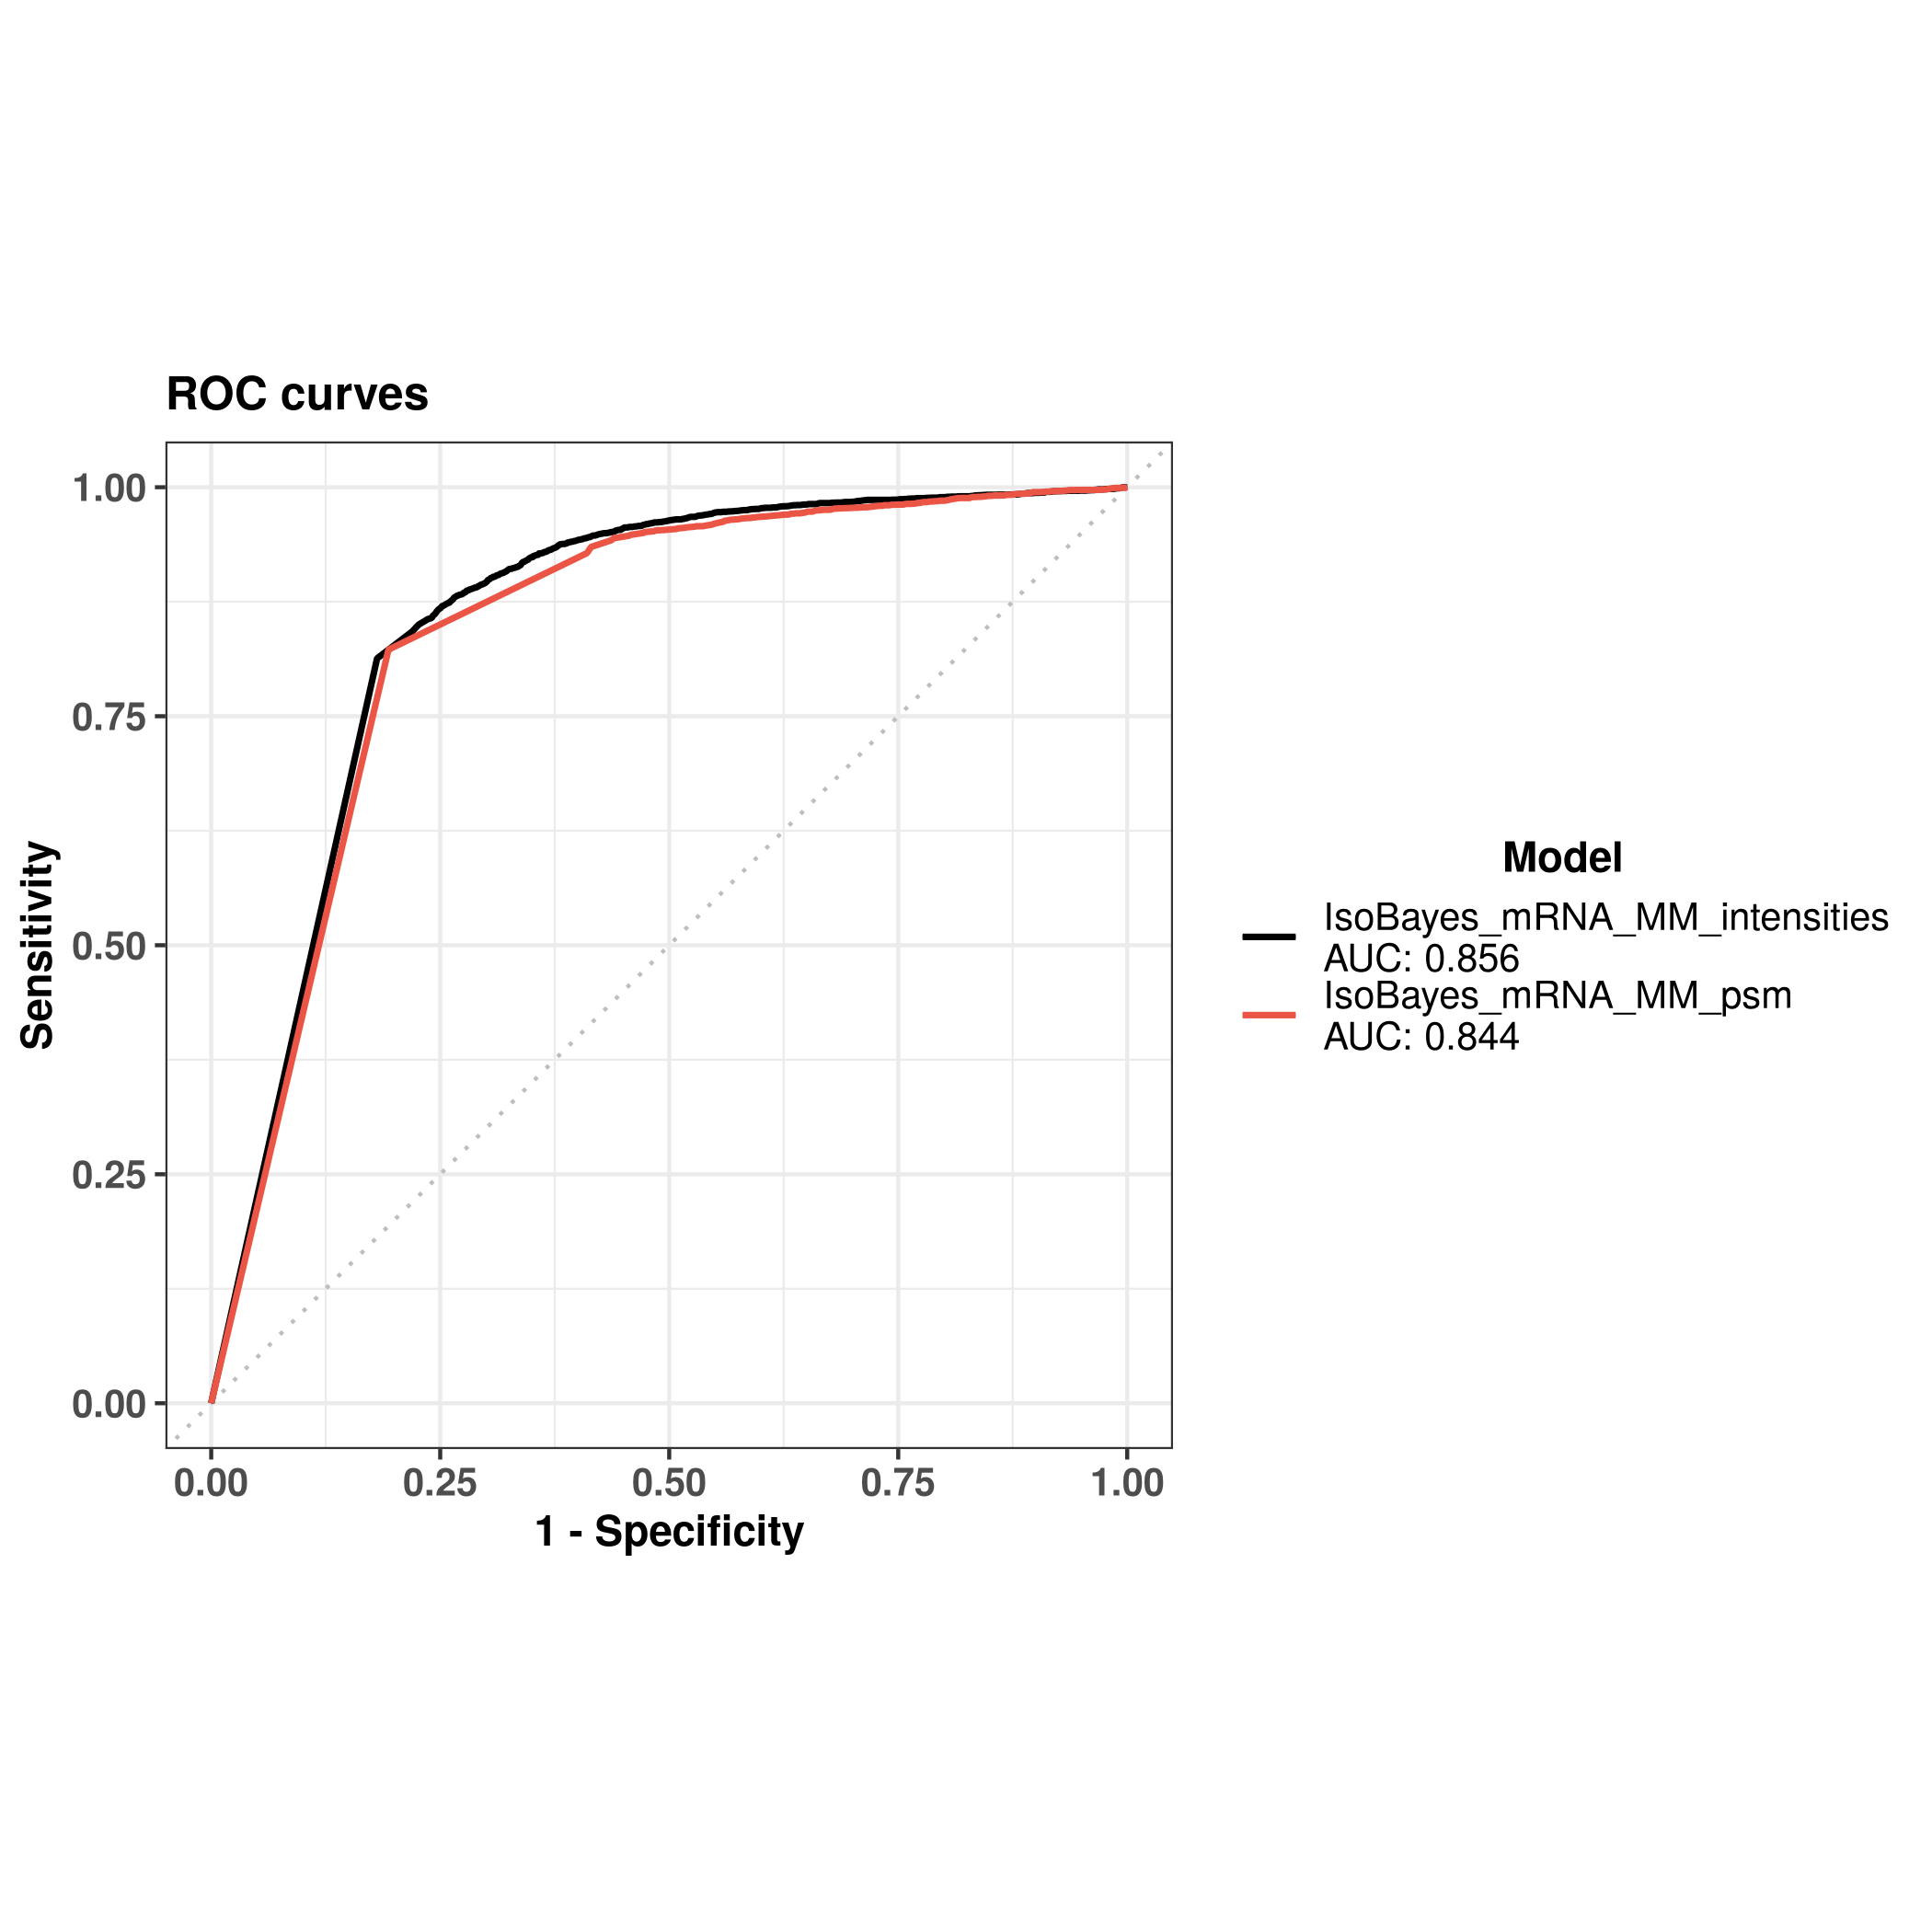 ROC curves
1.00
0.75
0.50
0.25
0.00
Sensitivity
0.00 0.25 0.50 0.75 1.00
1 - Specificity
Model
IsoBayes_mRNA_MM_intensities
AUC: 0.856
IsoBayes_mRNA_MM_psm
AUC: 0.844